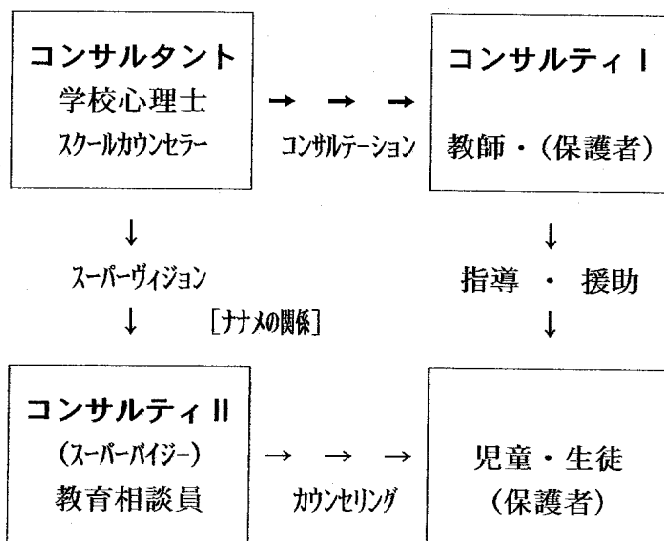 コンサルタント
学校心理士
スクールカウンセラー
→ → →
コンサルテーション
コンサルティⅠ
教師・(保護者)
↓
スーパーヴィジョン
↓
[ナナメの関係]
↓
指導・援助
↓
コンサルティⅡ
(スーパーバイジー)
教育相談員
→ → →
カウンセリング
児童・生徒
(保護者)